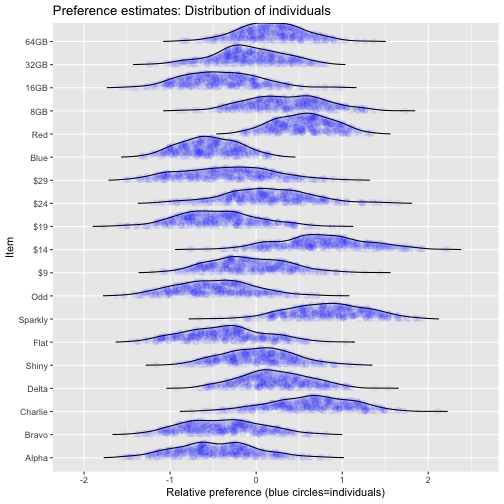 Preference estimates: Distribution of individuals
Item
64GB
32GB
16GB
8GB
Red
Blue
$29
$24
$19
$14
$9
Odd
Sparkly
Flat
Shiny
Delta
Charlie
Bravo
Alpha
-2 -1 0 1 2
Relative preference (blue circles=individuals)